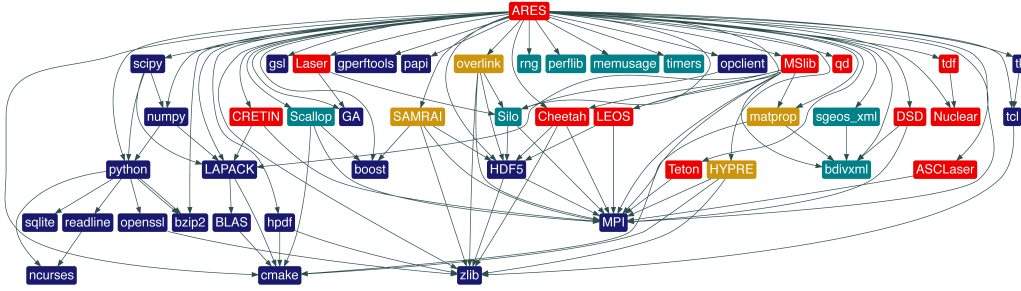 ARES
scipy
gsl
Laser
gperftools
papi
overlink
rng
perflib
memusage
timers
opclient
MSlib
qd
tdf
numpy
CRETIN
Scallop
GA
SAMRAI
Silo
Cheetah
LEOS
matprop
sgeos_xml
DSD
Nuclear
tcl
python
LAPACK
boost
HDF5
Teton
HYPRE
bdivxml
ASCLaser
sqlite
readline
openssl
bzip2
BLAS
hpdf
MPI
ncurses
cmake
zlib